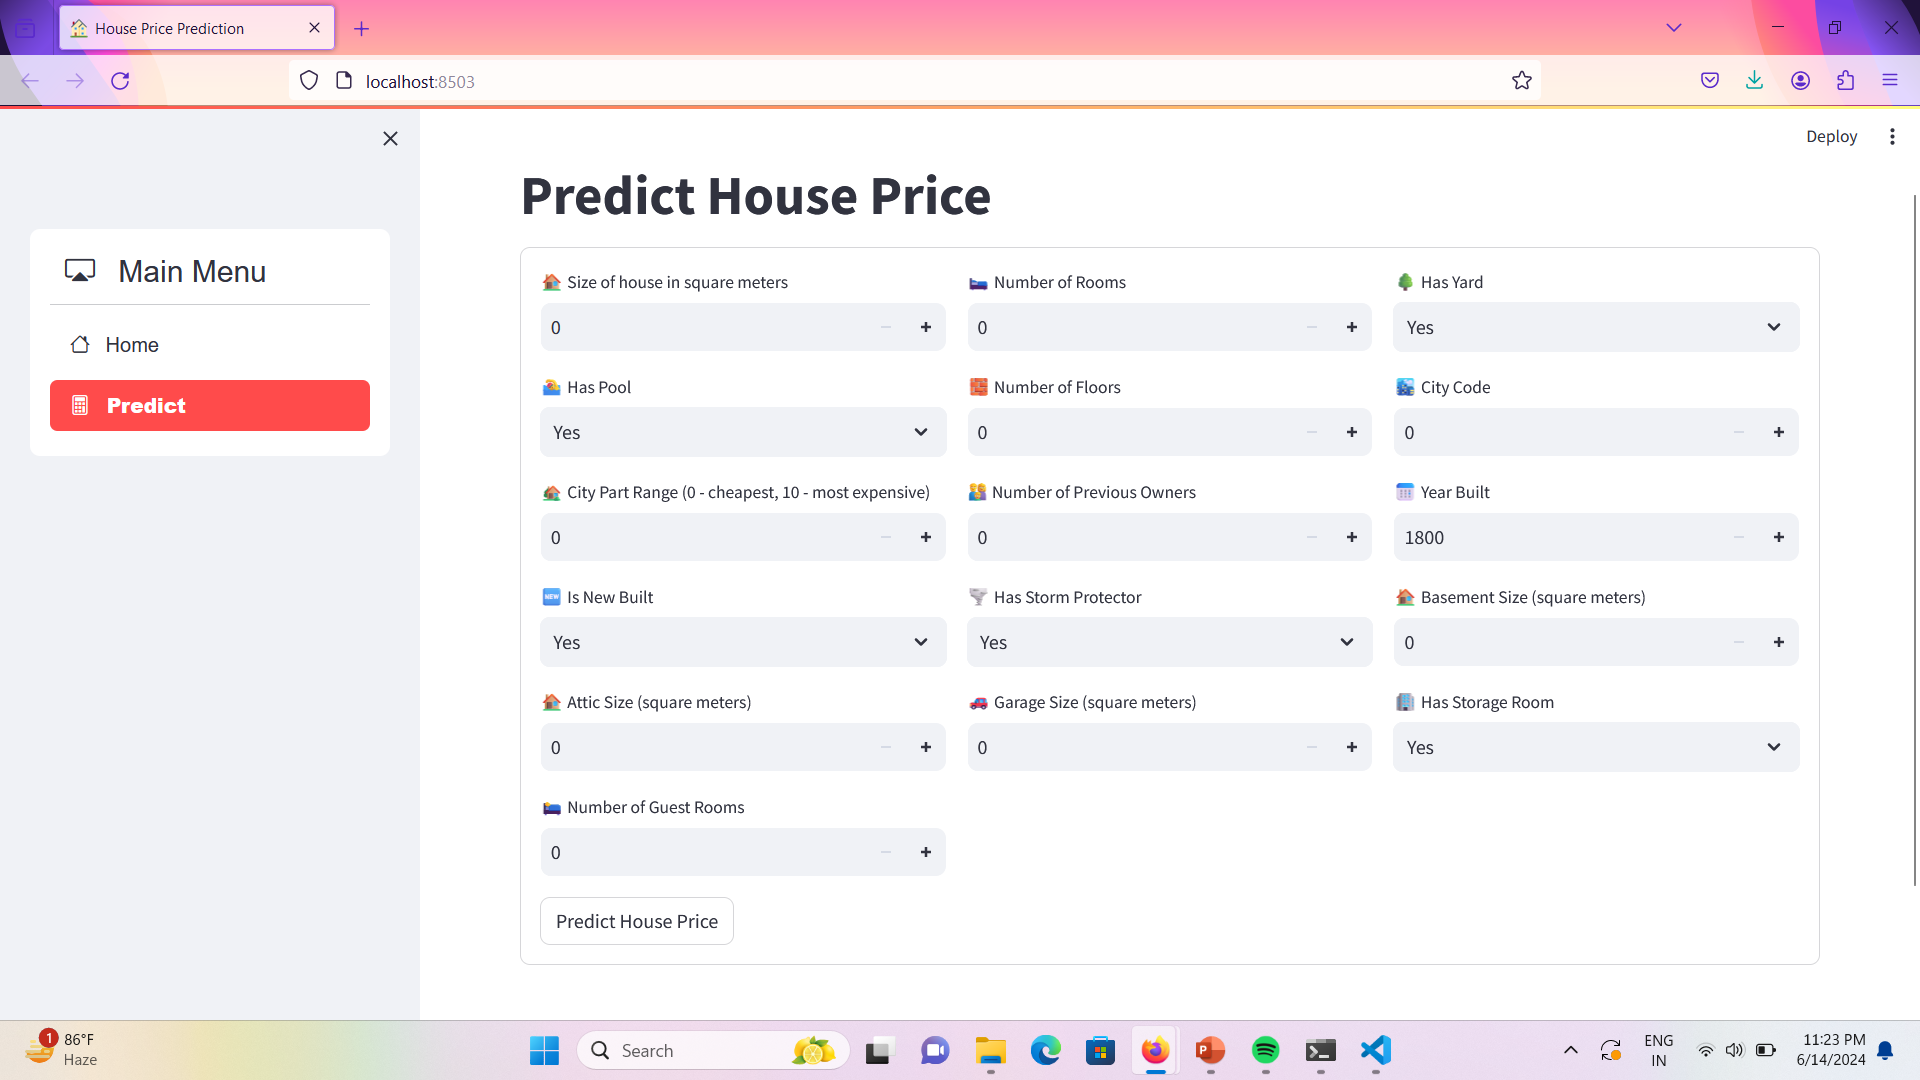 House Price Prediction
localhost:8503
Deploy
Main Menu
Home
Predict
Predict House Price
Size of house in square meters
0
Number of Rooms
0
Has Yard
Yes
Has Pool
Yes
Number of Floors
0
City Code
0
City Part Range (0 - cheapest, 10 - most expensive)
0
Number of Previous Owners
0
Year Built
1800
Is New Built
Yes
Has Storm Protector
Yes
Basement Size (square meters)
0
Attic Size (square meters)
0
Garage Size (square meters)
0
Has Storage Room
Yes
Number of Guest Rooms
0
Predict House Price
1
86°F
Haze
Search
ENG
IN
11:23 PM
6/14/2024